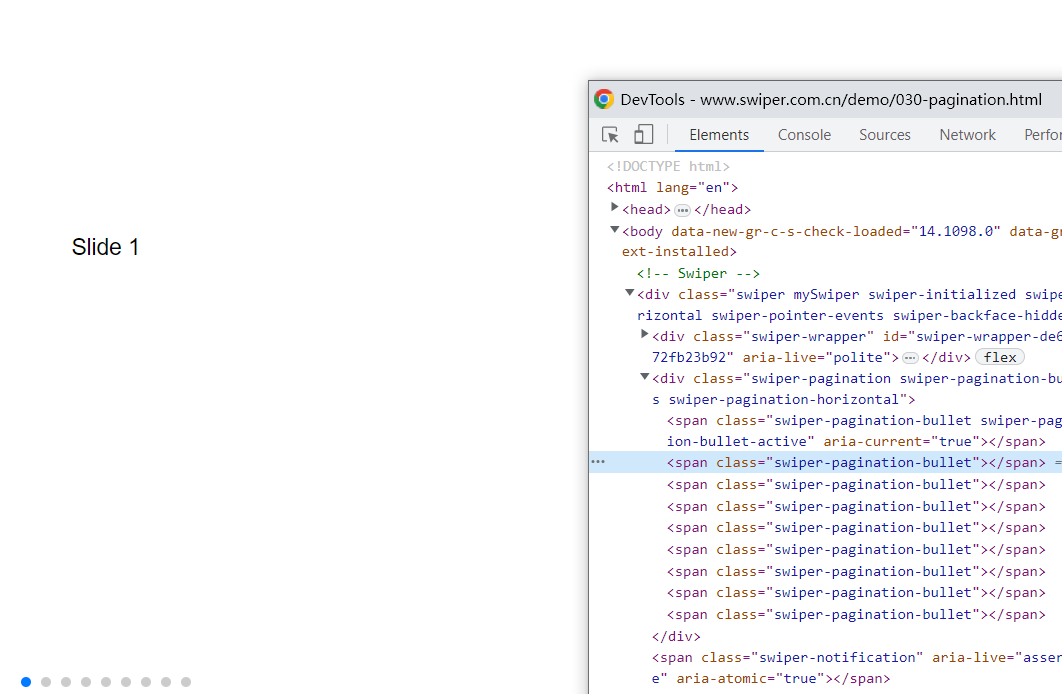 Slide 1
DevTools - www.swiper.com.cn/demo/030-pagination.html
Elements Console Sources Network Perfor
<!DOCTYPE html>
<html lang="en">
<head> ··· </head>
<body data-new-gr-c-s-check-loaded="14.1098.0" data-gr
ext-installed>
<!-- Swiper -->
<div class="swiper mySwiper swiper-initialized swipe
rizontal swiper-pointer-events swiper-backface-hidde
<div class="swiper-wrapper" id="swiper-wrapper-de6
72fb23b92" aria-live="polite"> ··· </div> flex
<div class="swiper-pagination swiper-pagination-bu
s swiper-pagination-horizontal">
<span class="swiper-pagination-bullet swiper-pag
ion-bullet-active" aria-current="true"></span>
<span class="swiper-pagination-bullet"></span> =
<span class="swiper-pagination-bullet"></span>
<span class="swiper-pagination-bullet"></span>
<span class="swiper-pagination-bullet"></span>
<span class="swiper-pagination-bullet"></span>
<span class="swiper-pagination-bullet"></span>
<span class="swiper-pagination-bullet"></span>
<span class="swiper-pagination-bullet"></span>
</div>
<span class="swiper-notification" aria-live="asser
e" aria-atomic="true"></span>